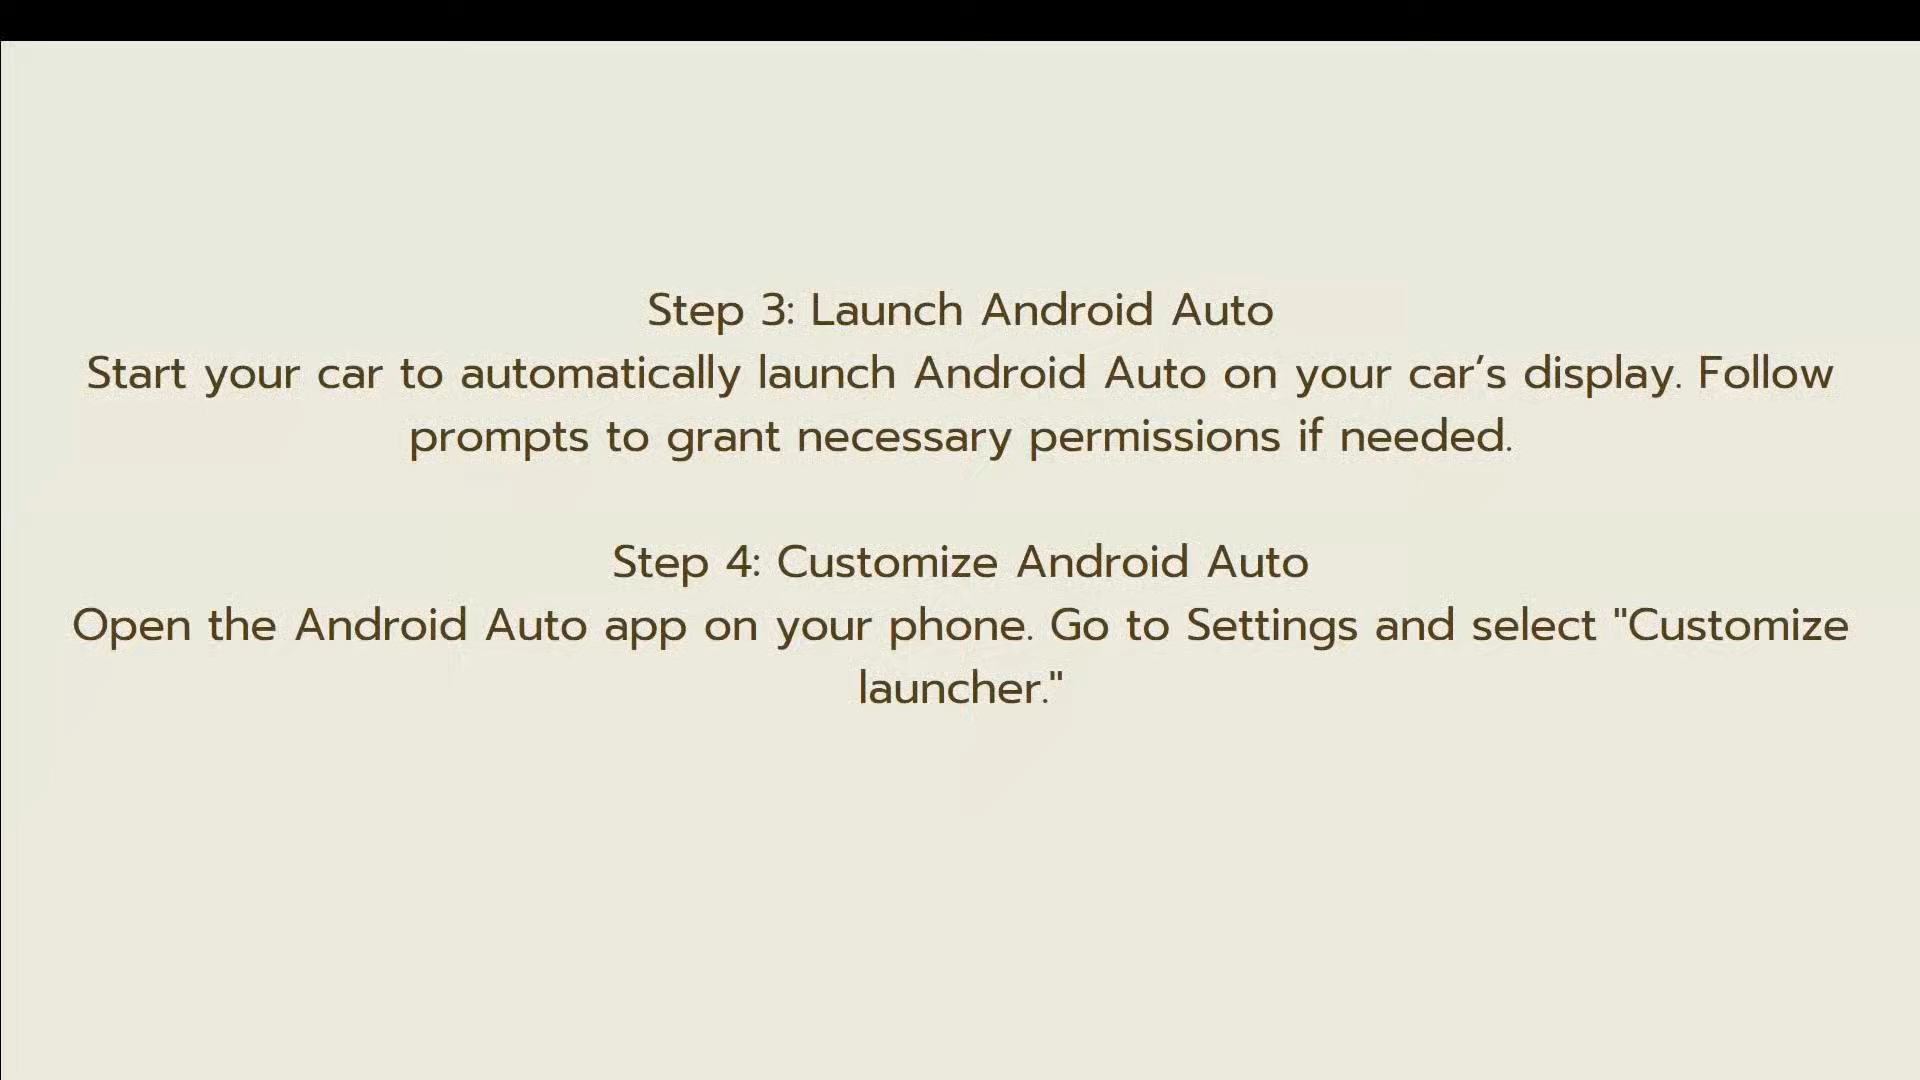 Step 3: Launch Android Auto
Start your car to automatically launch Android Auto on your car’s display. Follow
prompts to grant necessary permissions if needed.
Step 4: Customize Android Auto
Open the Android Auto app on your phone. Go to Settings and select "Customize
launcher."